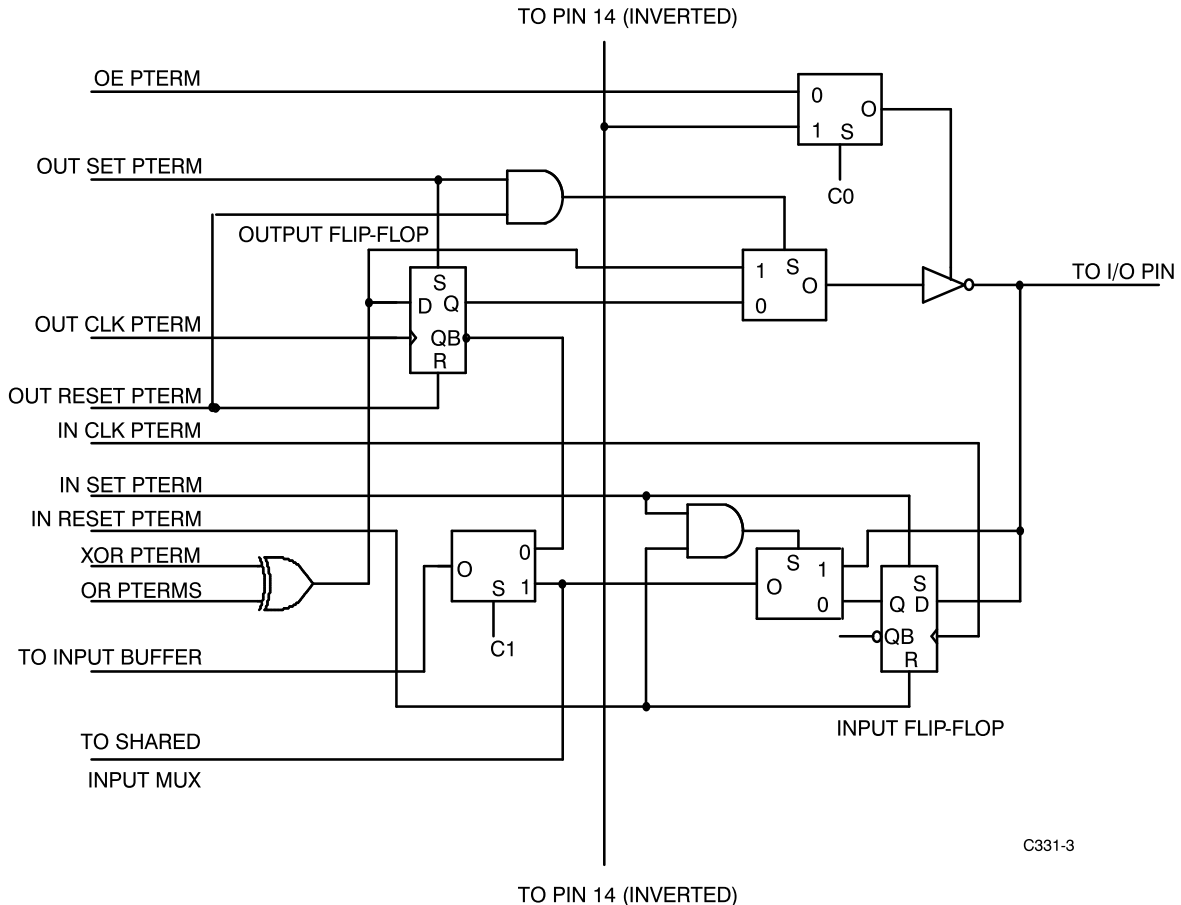 TO PIN 14 (INVERTED)
OE PTERM
0
O
1 S
C0
OUT SET PTERM
OUTPUT FLIP-FLOP
1 S
O
0
TO I/O PIN
S
D Q
OUT CLK PTERM
QB
R
OUT RESET PTERM
IN CLK PTERM
IN SET PTERM
IN RESET PTERM
XOR PTERM
OR PTERMS
0
O
S 1
C1
S 1
O
0
S
Q D
QB
R
TO INPUT BUFFER
INPUT FLIP-FLOP
TO SHARED
INPUT MUX
C331-3
TO PIN 14 (INVERTED)